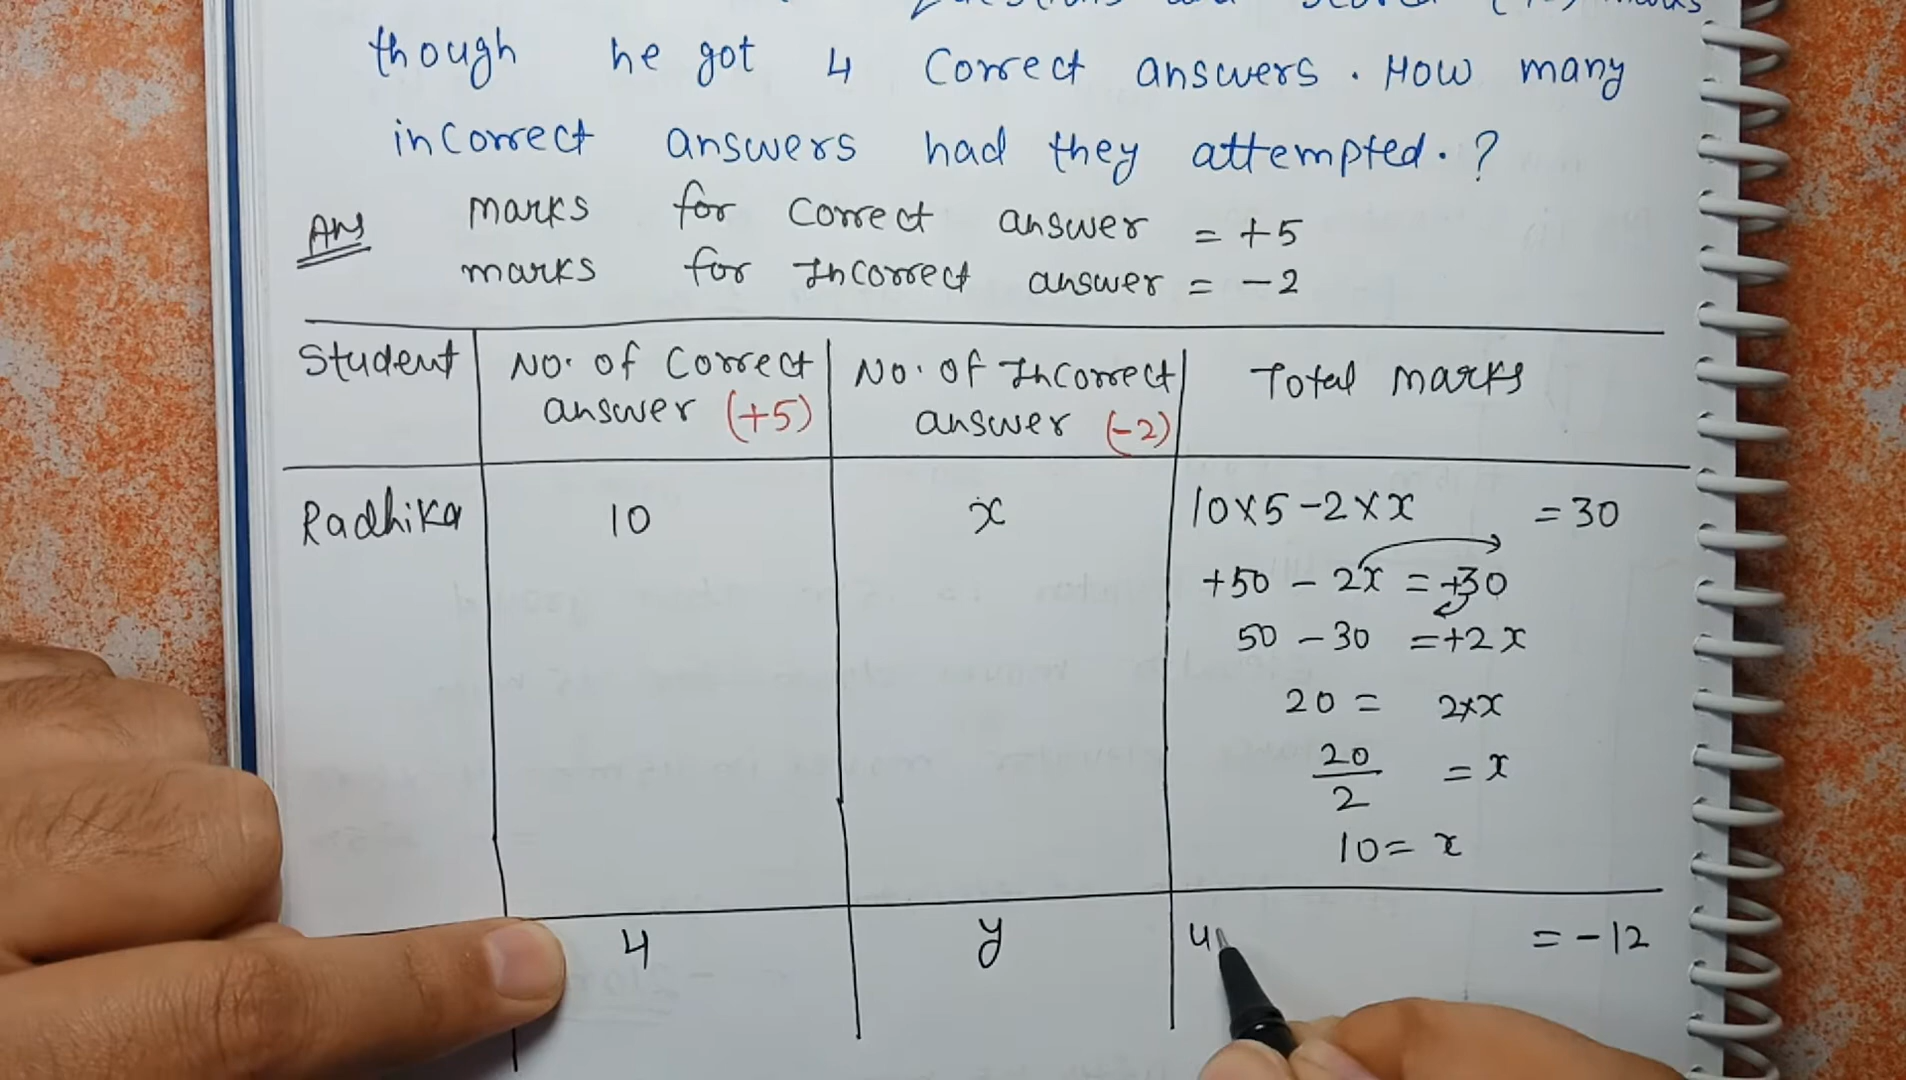 though he got 4 Correct answers. How many
incorrect answers had they attempted.?
Ans marks for Correct answer = +5
marks for Incorrect answer = -2
Student
No. of Correct
answer (+5)
No. of Incorrect
answer (-2)
Total marks
Radhika
10
x
10×5-2×x = 30
+50 - 2x = +30
50 - 30 = +2x
20 = 2×x
20/2 = x
10 = x
4
y
4 = -12